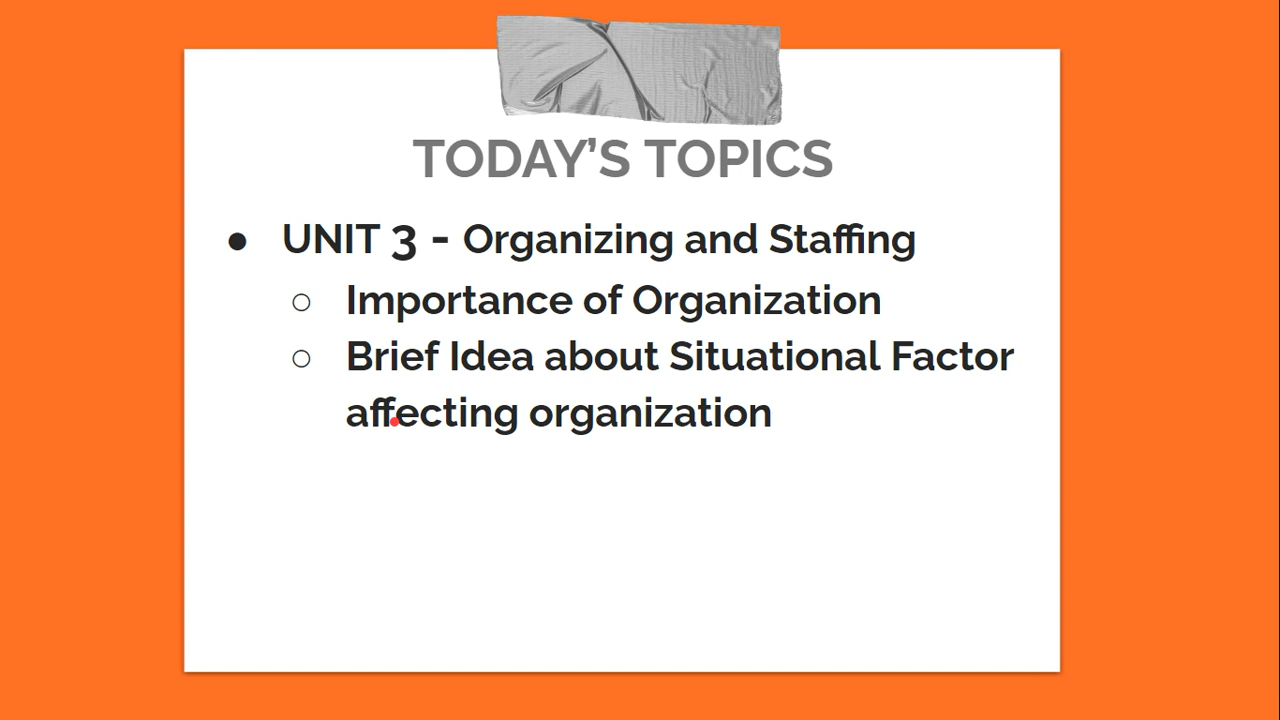 TODAY’S TOPICS
● UNIT 3 - Organizing and Staffing
○ Importance of Organization
○ Brief Idea about Situational Factor
affecting organization